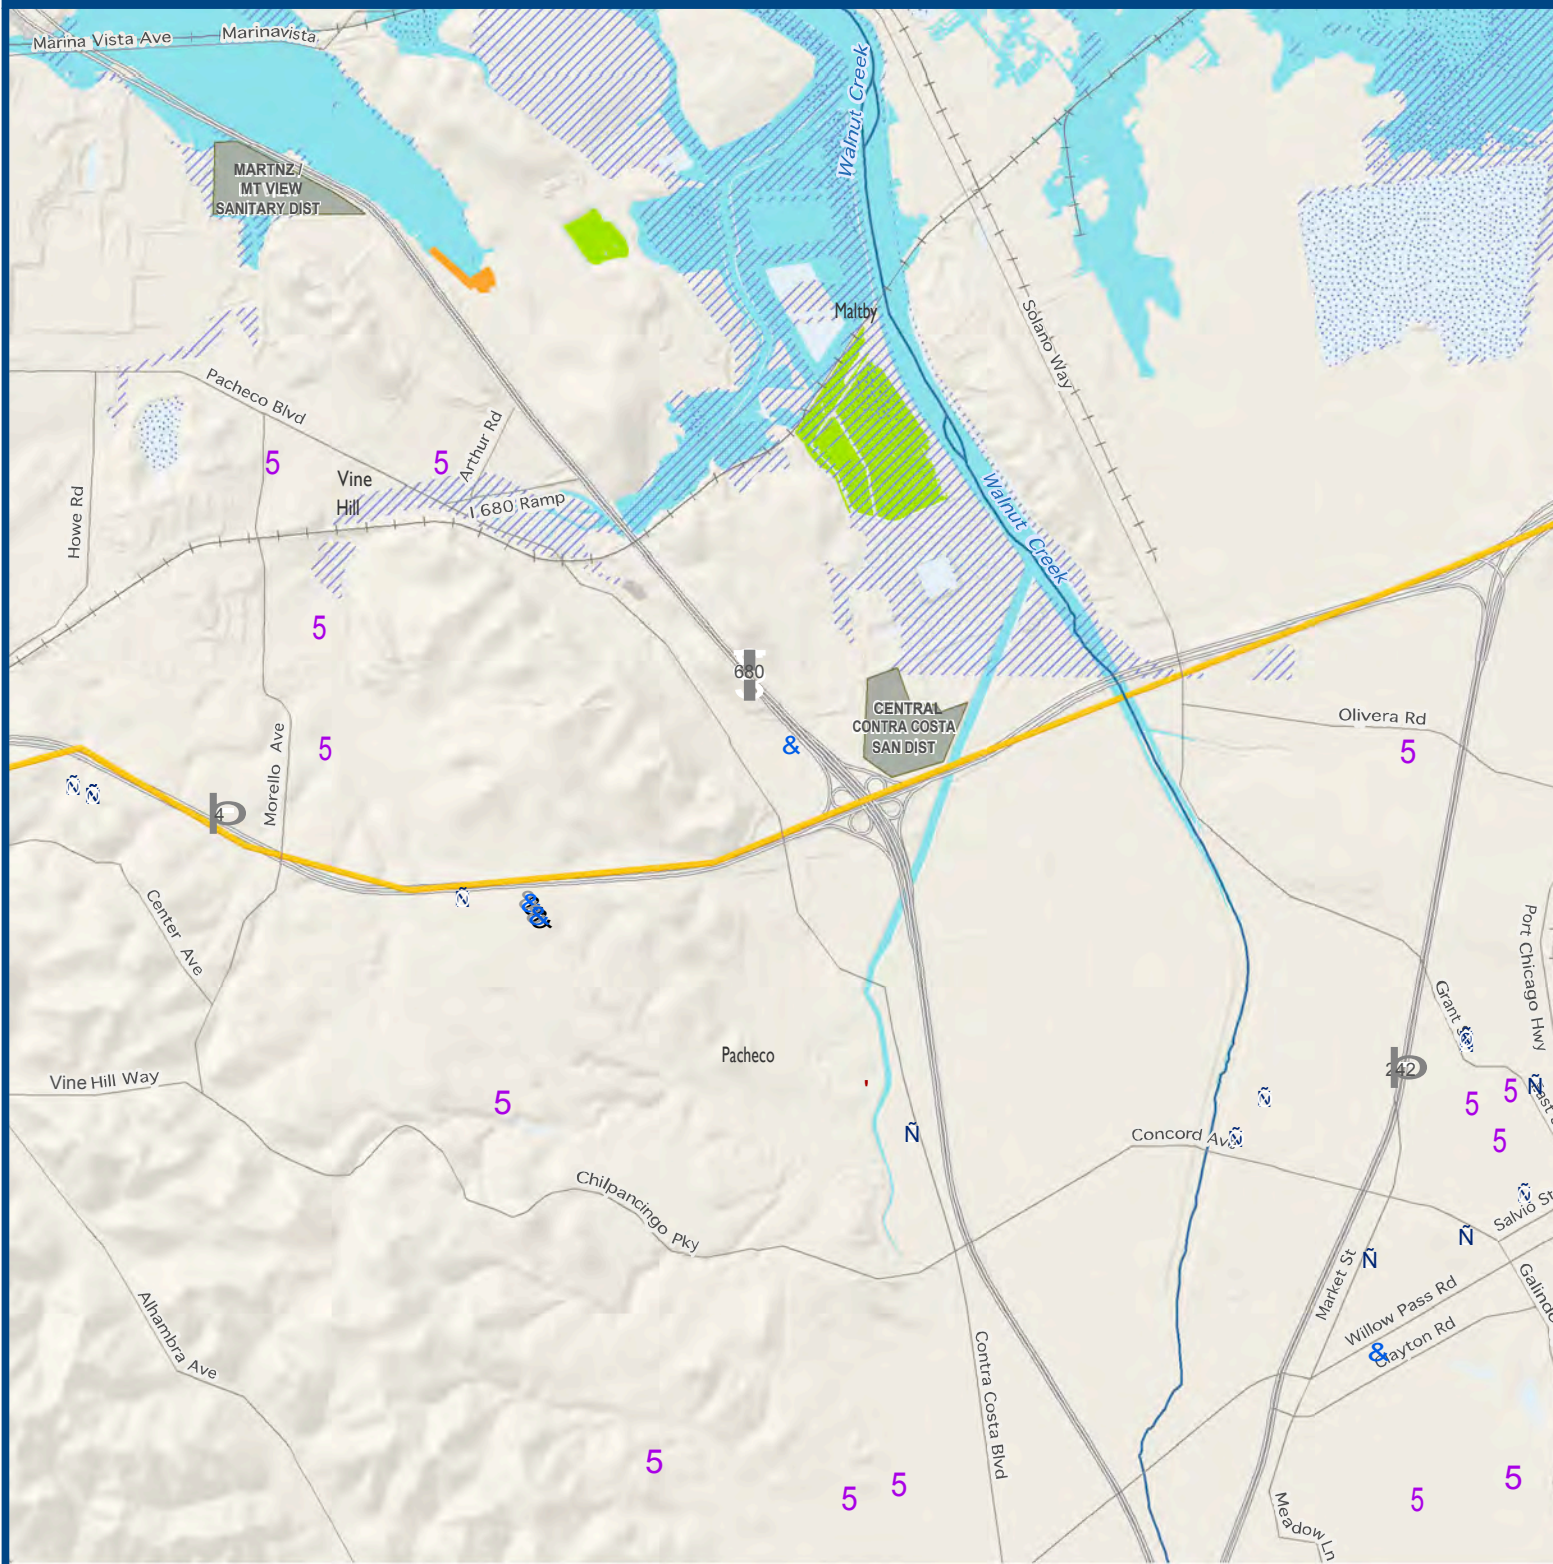 Marina Vista Ave
Marinavista
Walnut Creek
MARTNZ /
MT VIEW
SANITARY DIST
Maltby
Solano Way
Pacheco Blvd
Arthur Rd
5
5
Vine
Hill
I 680 Ramp
Howe Rd
Walnut Creek
5
680
CENTRAL
CONTRA COSTA
SAN DIST
Olivera Rd
5
5
&
Morello Ave
Ñ
Ñ
4
Ñ
&
&
Center Ave
Port Chicago Hwy
Grant
Pacheco
242
Vine Hill Way
5
5
5
Ñ
Ñ
Ñ
Concord Av
Ñ
5
Chilpancingo Pky
Ñ
Salvio St
Ñ
Ñ
Market St
Willow Pass Rd
Galindo
Clayton Rd
&
Alhambra Ave
Contra Costa Blvd
5
5
5
5
5
Meadow Ln